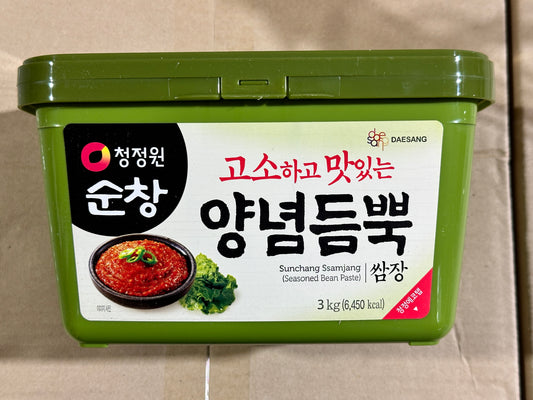 청정원
순창
DAESANG
고소하고 맛있는
양념듬뿍
Sunchang Ssamjang
(Seasoned Bean Paste)
쌈장
3 kg (6,450 kcal)